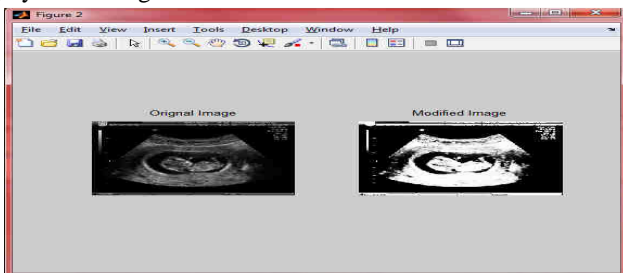 Figure 2
File Edit View Insert Tools Desktop Window Help
Orignal Image Modified Image